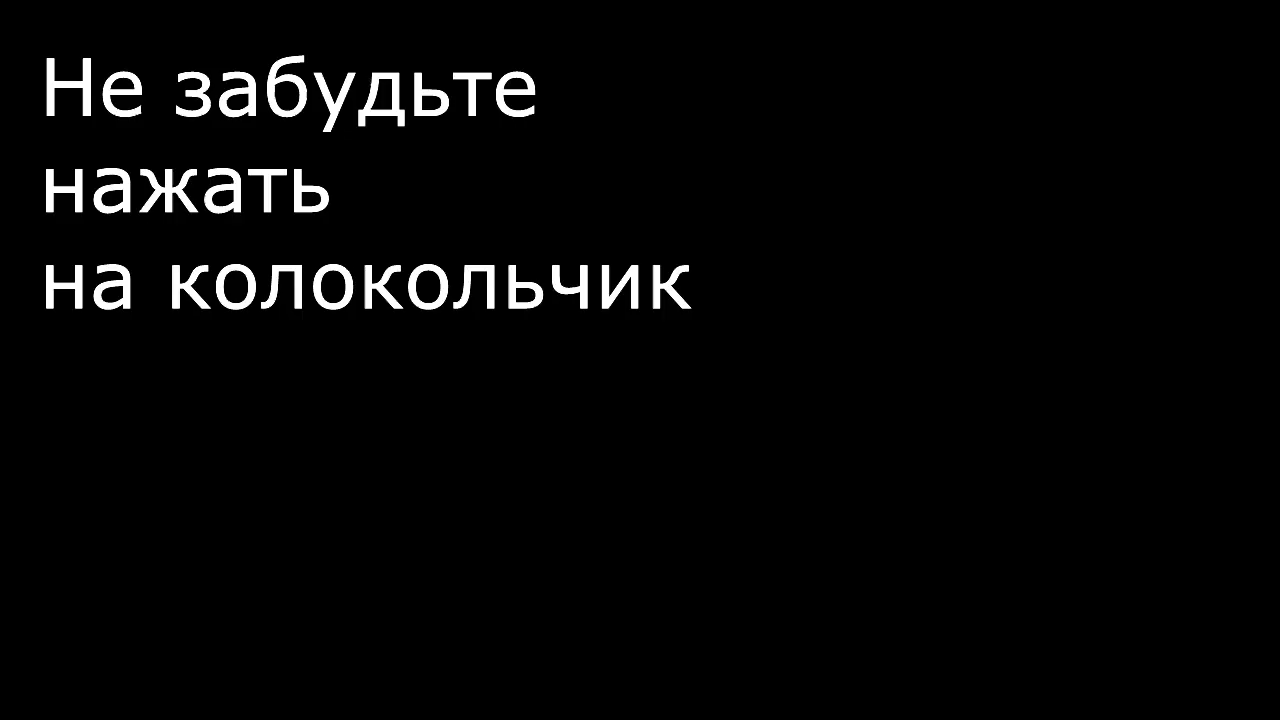 Не забудьте
нажать
на колокольчик